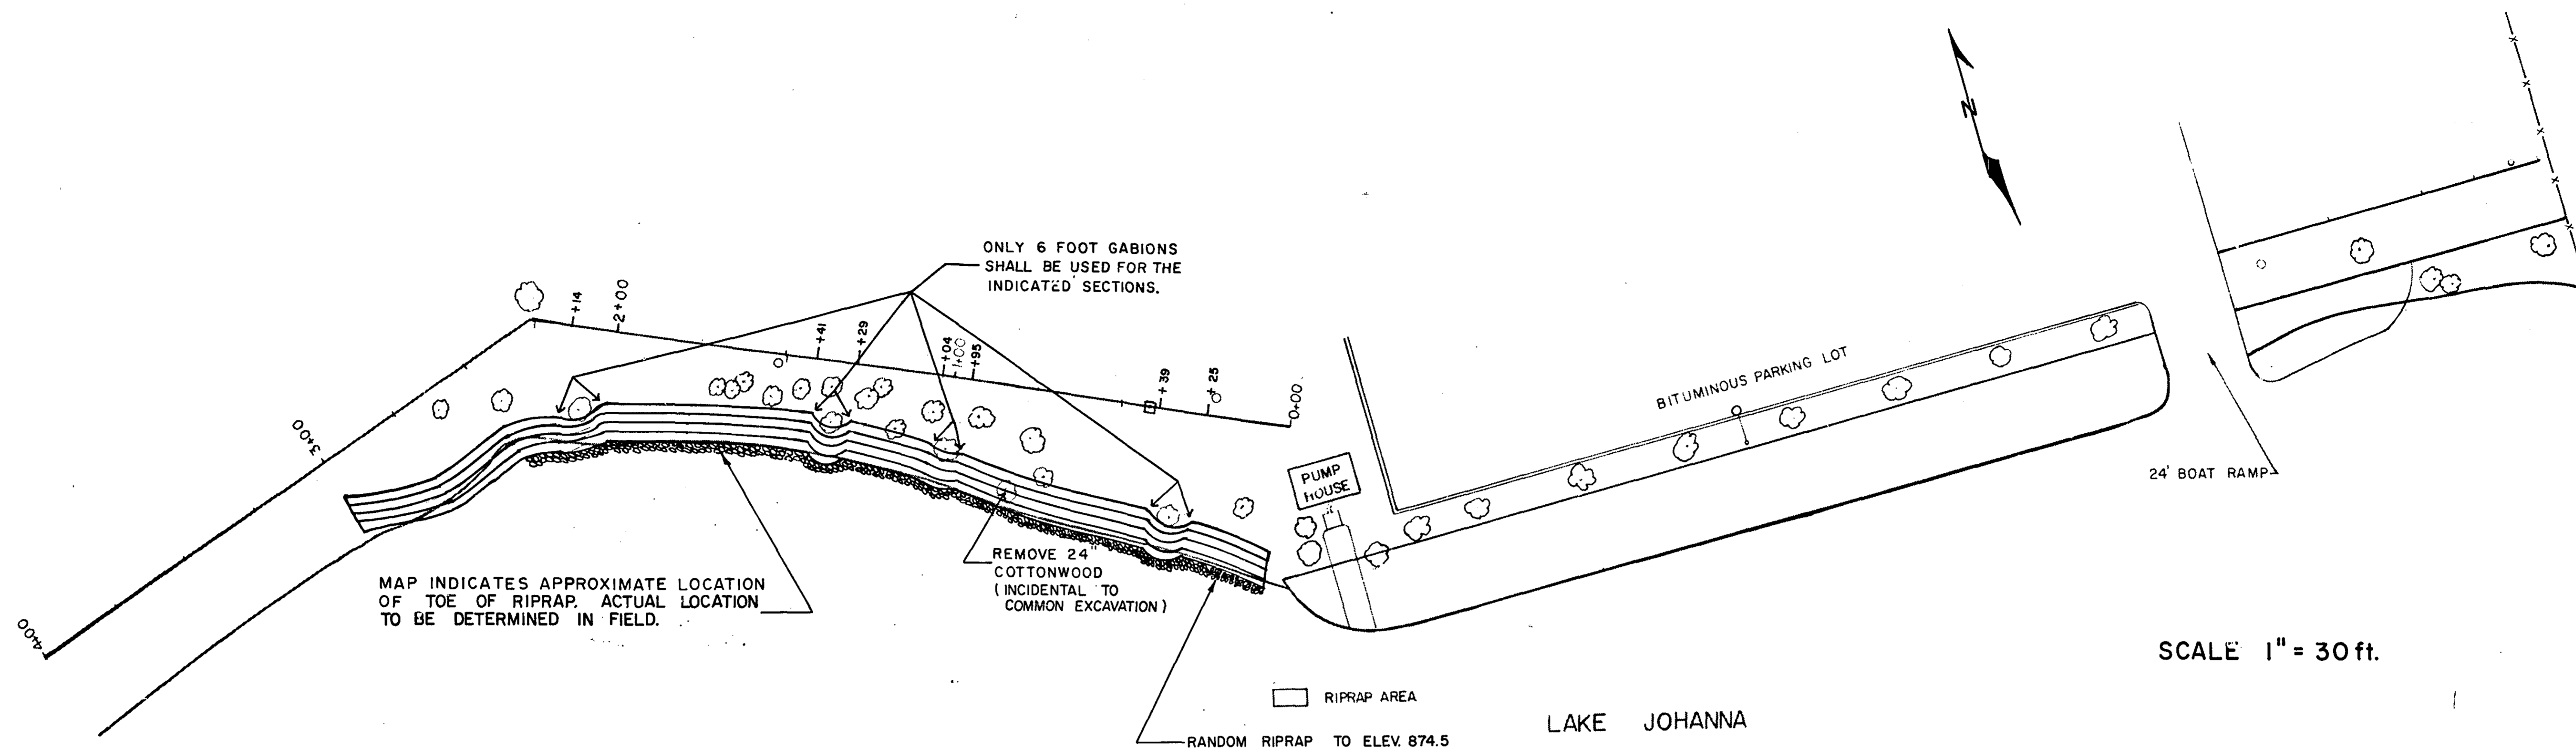 N
ONLY 6 FOOT GABIONS
SHALL BE USED FOR THE
INDICATED SECTIONS.
+14
2+00
+41
+29
+04
1+00
+95
+39
+25
0+00
3+00
4+00
BITUMINOUS PARKING LOT
PUMP
HOUSE
24' BOAT RAMP
REMOVE 24"
COTTONWOOD
(INCIDENTAL TO
COMMON EXCAVATION)
MAP INDICATES APPROXIMATE LOCATION
OF TOE OF RIPRAP. ACTUAL LOCATION
TO BE DETERMINED IN FIELD.
SCALE 1" = 30 ft.
RIPRAP AREA
LAKE JOHANNA
RANDOM RIPRAP TO ELEV. 874.5